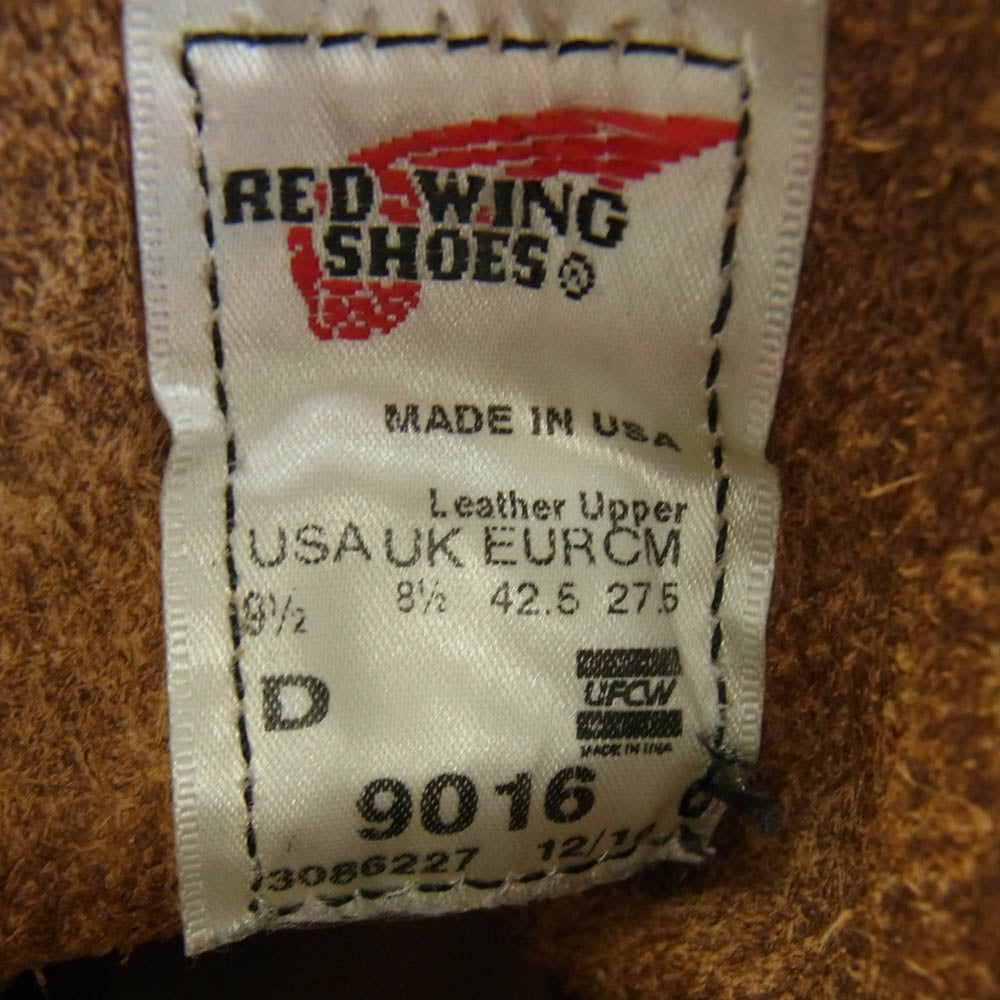 RED WING
SHOES®
MADE IN USA
Leather Upper
USA UK EUR CM
9½ 8½ 42.5 27.5
D
UFCW
MADE IN USA
9016
3086227